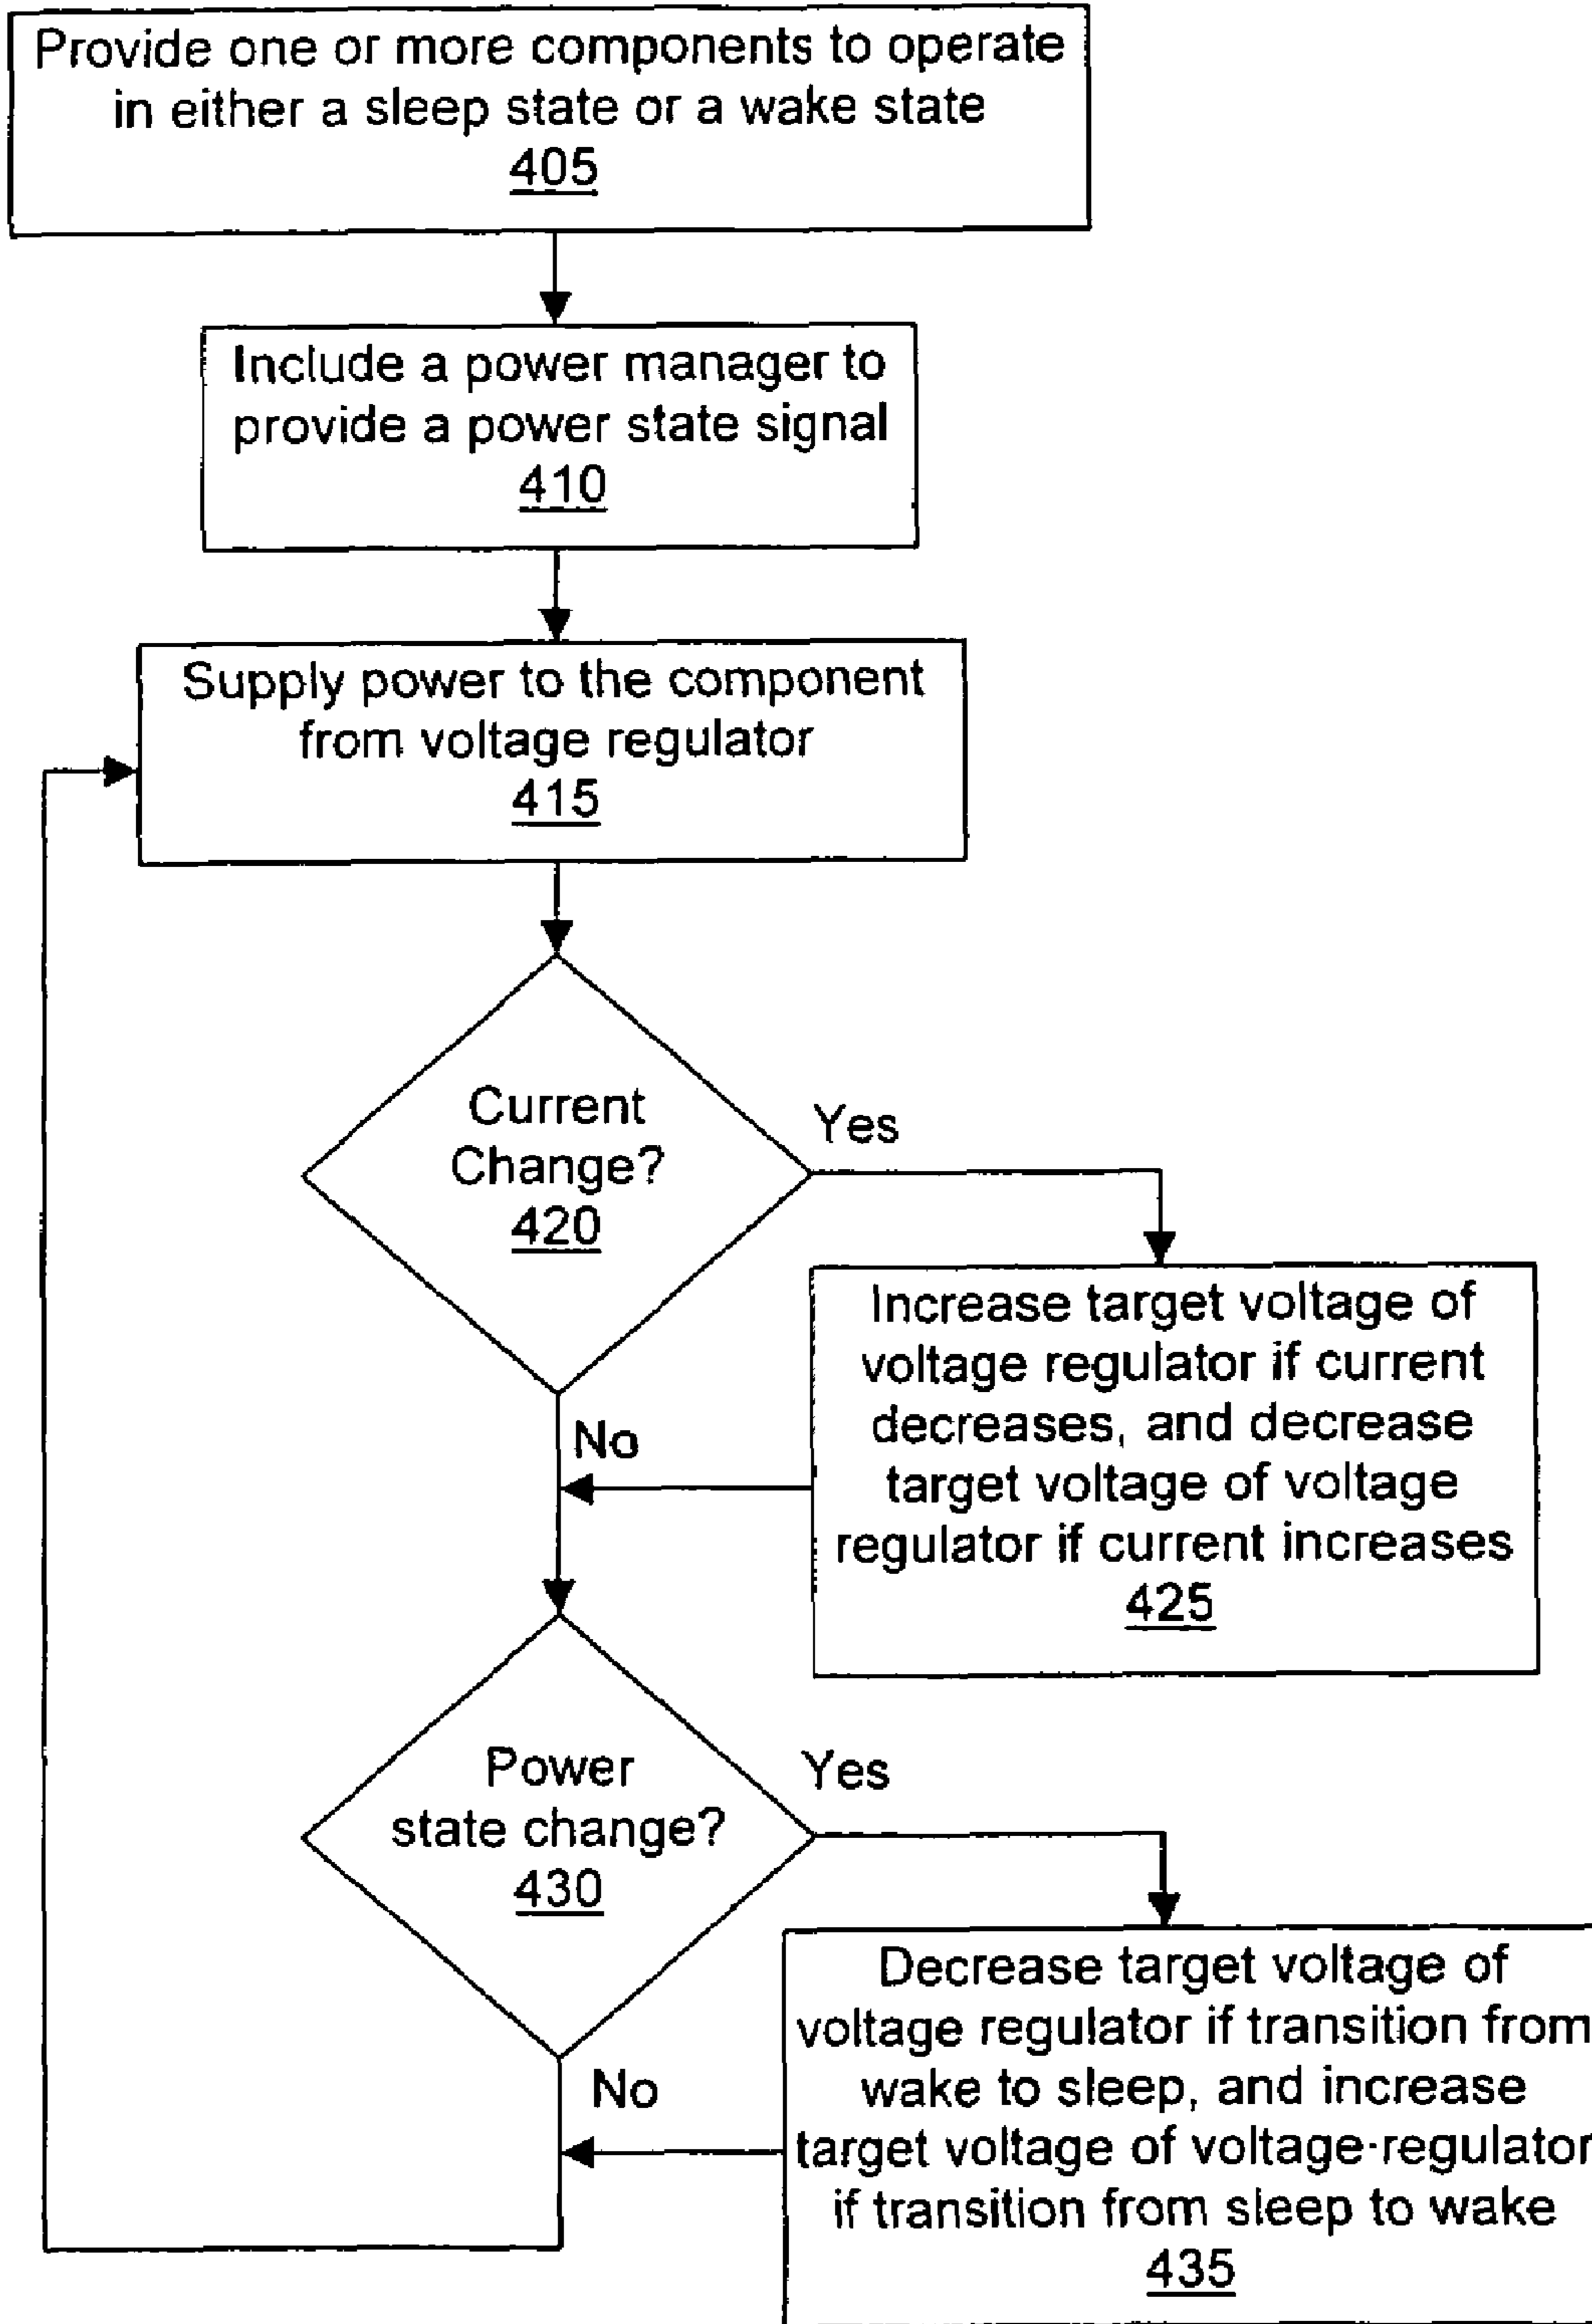 Provide one or more components to operate
in either a sleep state or a wake state
405
Include a power manager to
provide a power state signal
410
Supply power to the component
from voltage regulator
415
Current
Change?
420
Yes
Increase target voltage of
voltage regulator if current
decreases, and decrease
target voltage of voltage
regulator if current increases
425
No
Power
state change?
430
Yes
Decrease target voltage of
voltage regulator if transition from
wake to sleep, and increase
target voltage of voltage-regulator
if transition from sleep to wake
435
No